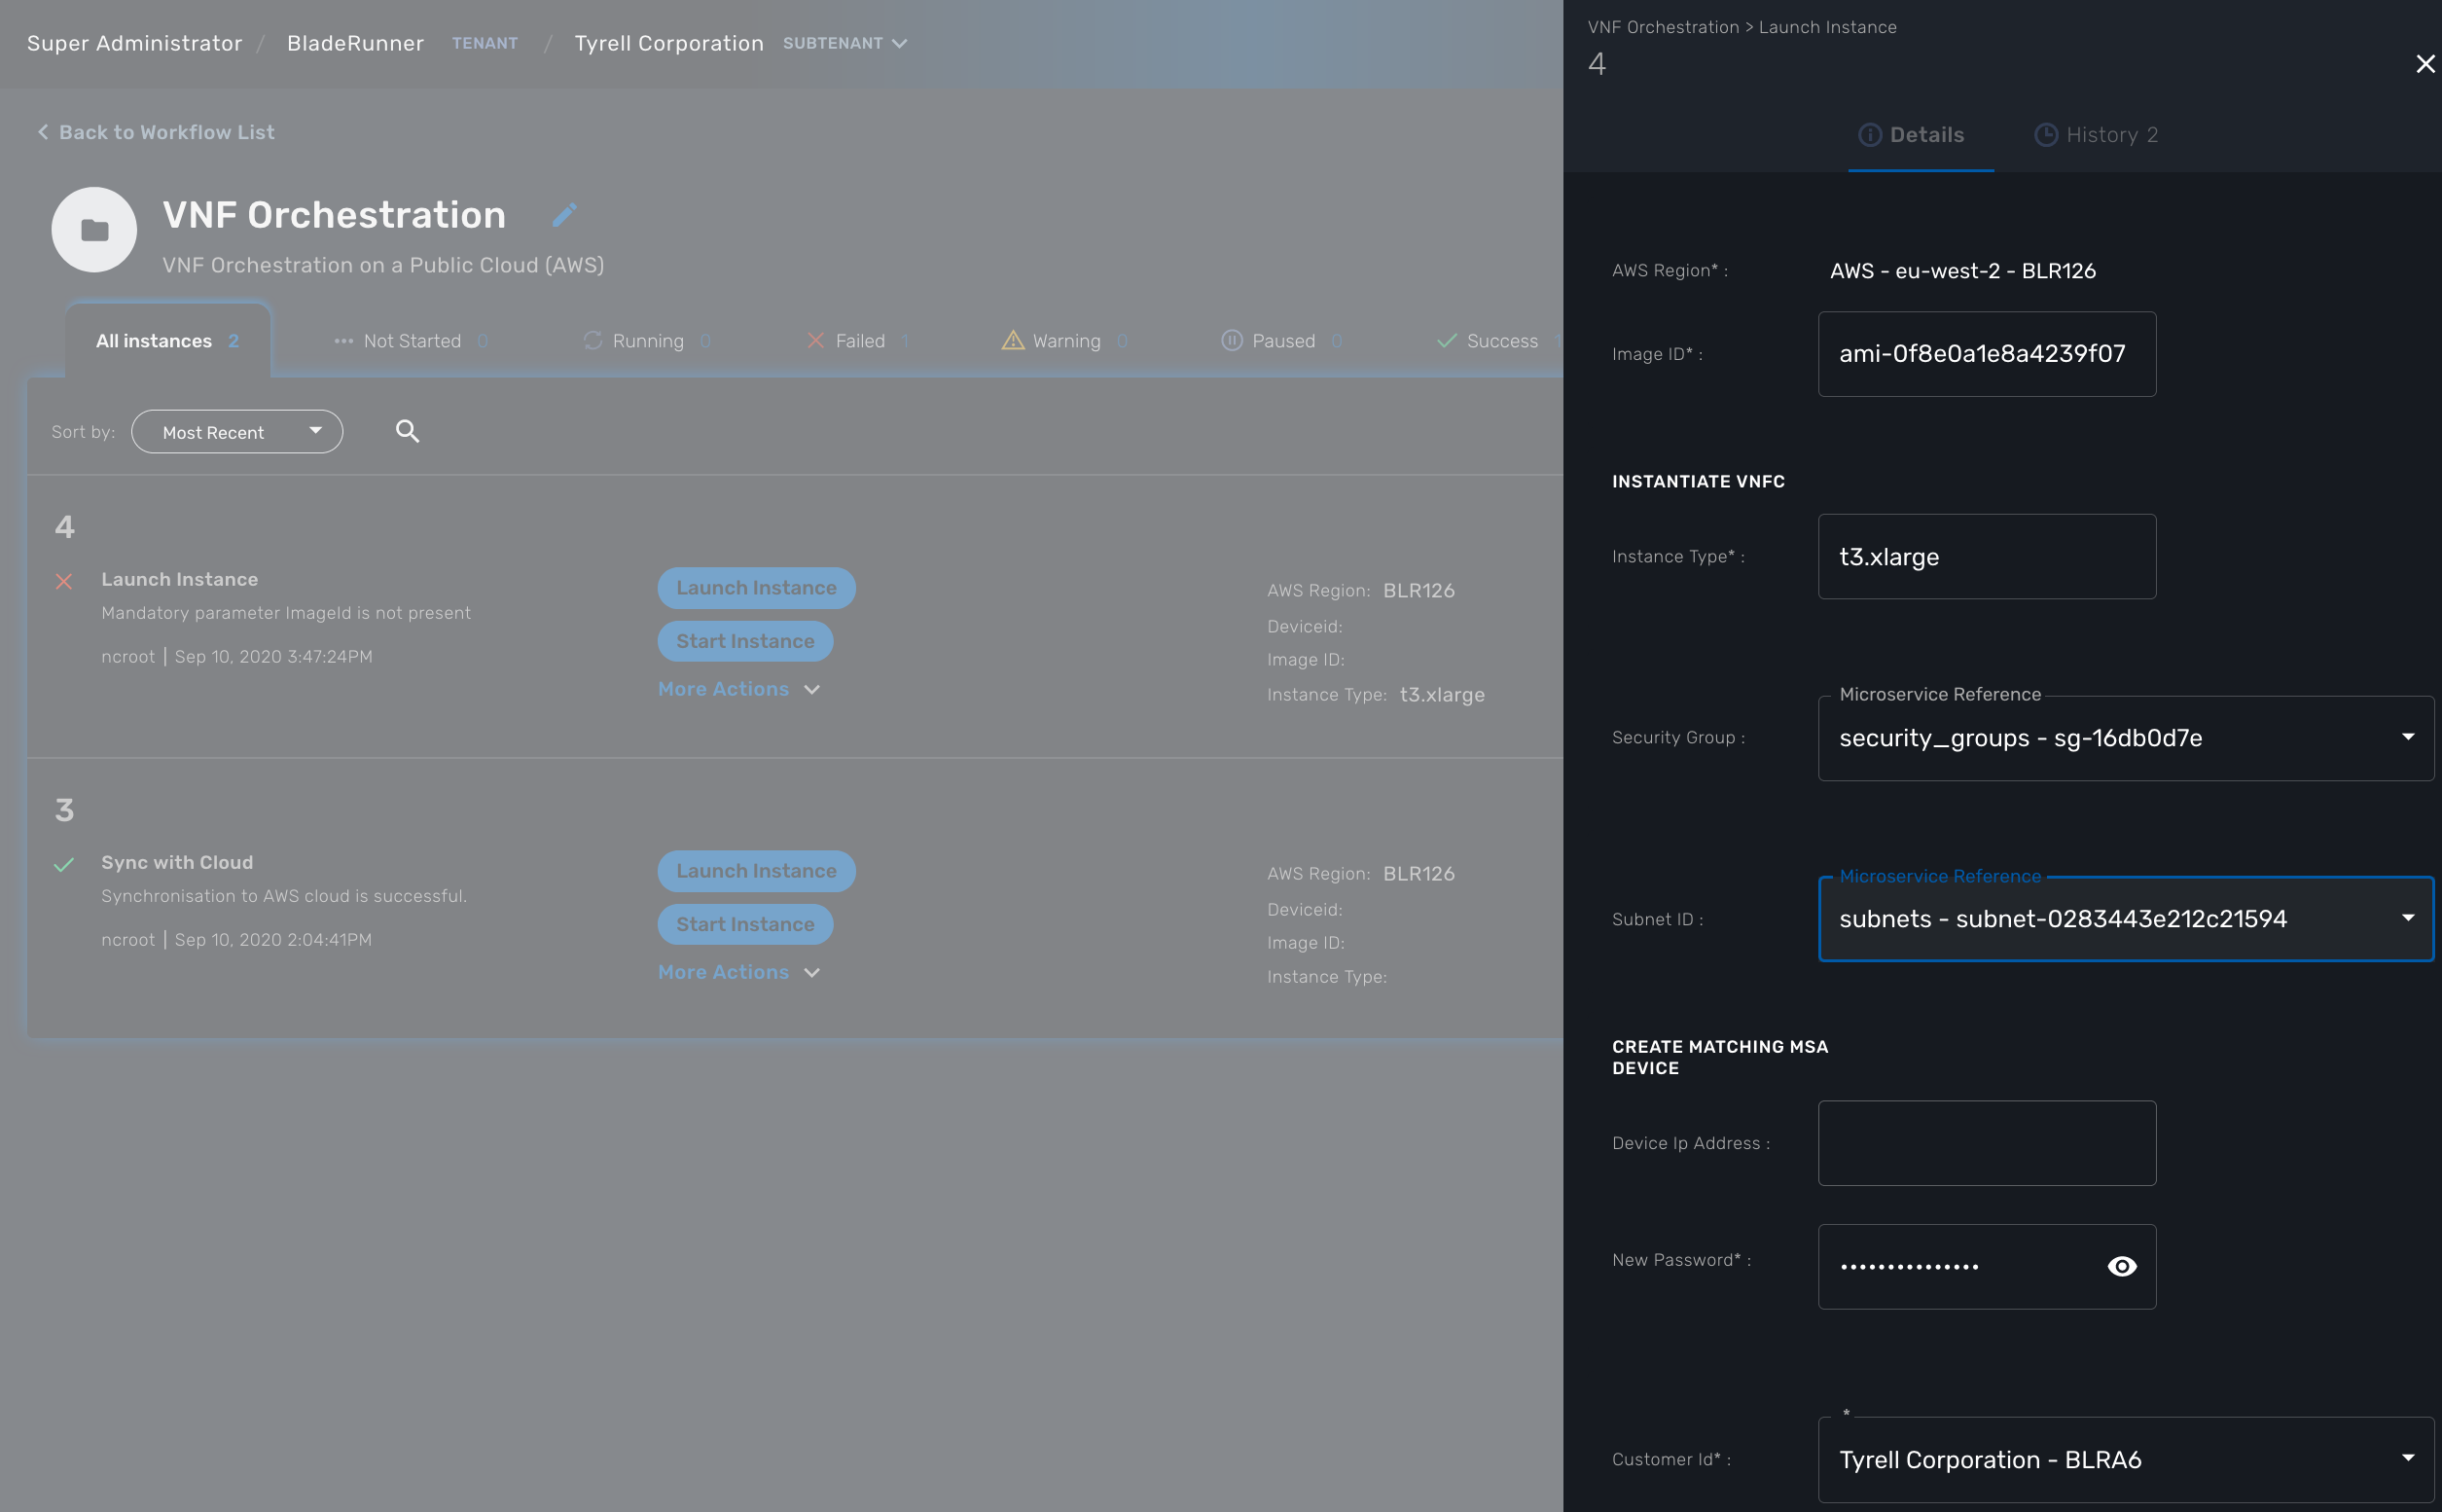 Super Administrator / BladeRunner TENANT / Tyrell Corporation SUBTENANT
Back to Workflow List
VNF Orchestration
VNF Orchestration on a Public Cloud (AWS)
All instances 2 Not Started 0 Running 0 Failed 1 Warning 0 Paused 0 Success 1
Sort by: Most Recent
4
Launch Instance
Mandatory parameter ImageId is not present
ncroot | Sep 10, 2020 3:47:24PM
Launch Instance
Start Instance
More Actions
AWS Region: BLR126
Deviceid:
Image ID:
Instance Type: t3.xlarge
3
Sync with Cloud
Synchronisation to AWS cloud is successful.
ncroot | Sep 10, 2020 2:04:41PM
Launch Instance
Start Instance
More Actions
AWS Region: BLR126
Deviceid:
Image ID:
Instance Type:
VNF Orchestration > Launch Instance
4
Details History 2
AWS Region* : AWS - eu-west-2 - BLR126
Image ID* : ami-0f8e0a1e8a4239f07
INSTANTIATE VNFC
Instance Type* : t3.xlarge
Microservice Reference
Security Group : security_groups - sg-16db0d7e
Microservice Reference
Subnet ID : subnets - subnet-0283443e212c21594
CREATE MATCHING MSA
DEVICE
Device Ip Address :
New Password* : •••••••••••••••
*
Customer Id* : Tyrell Corporation - BLRA6